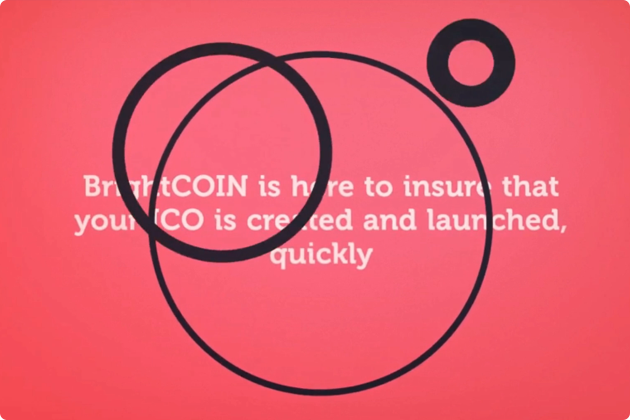 BrightCOIN is here to insure that
your ICO is created and launched,
quickly